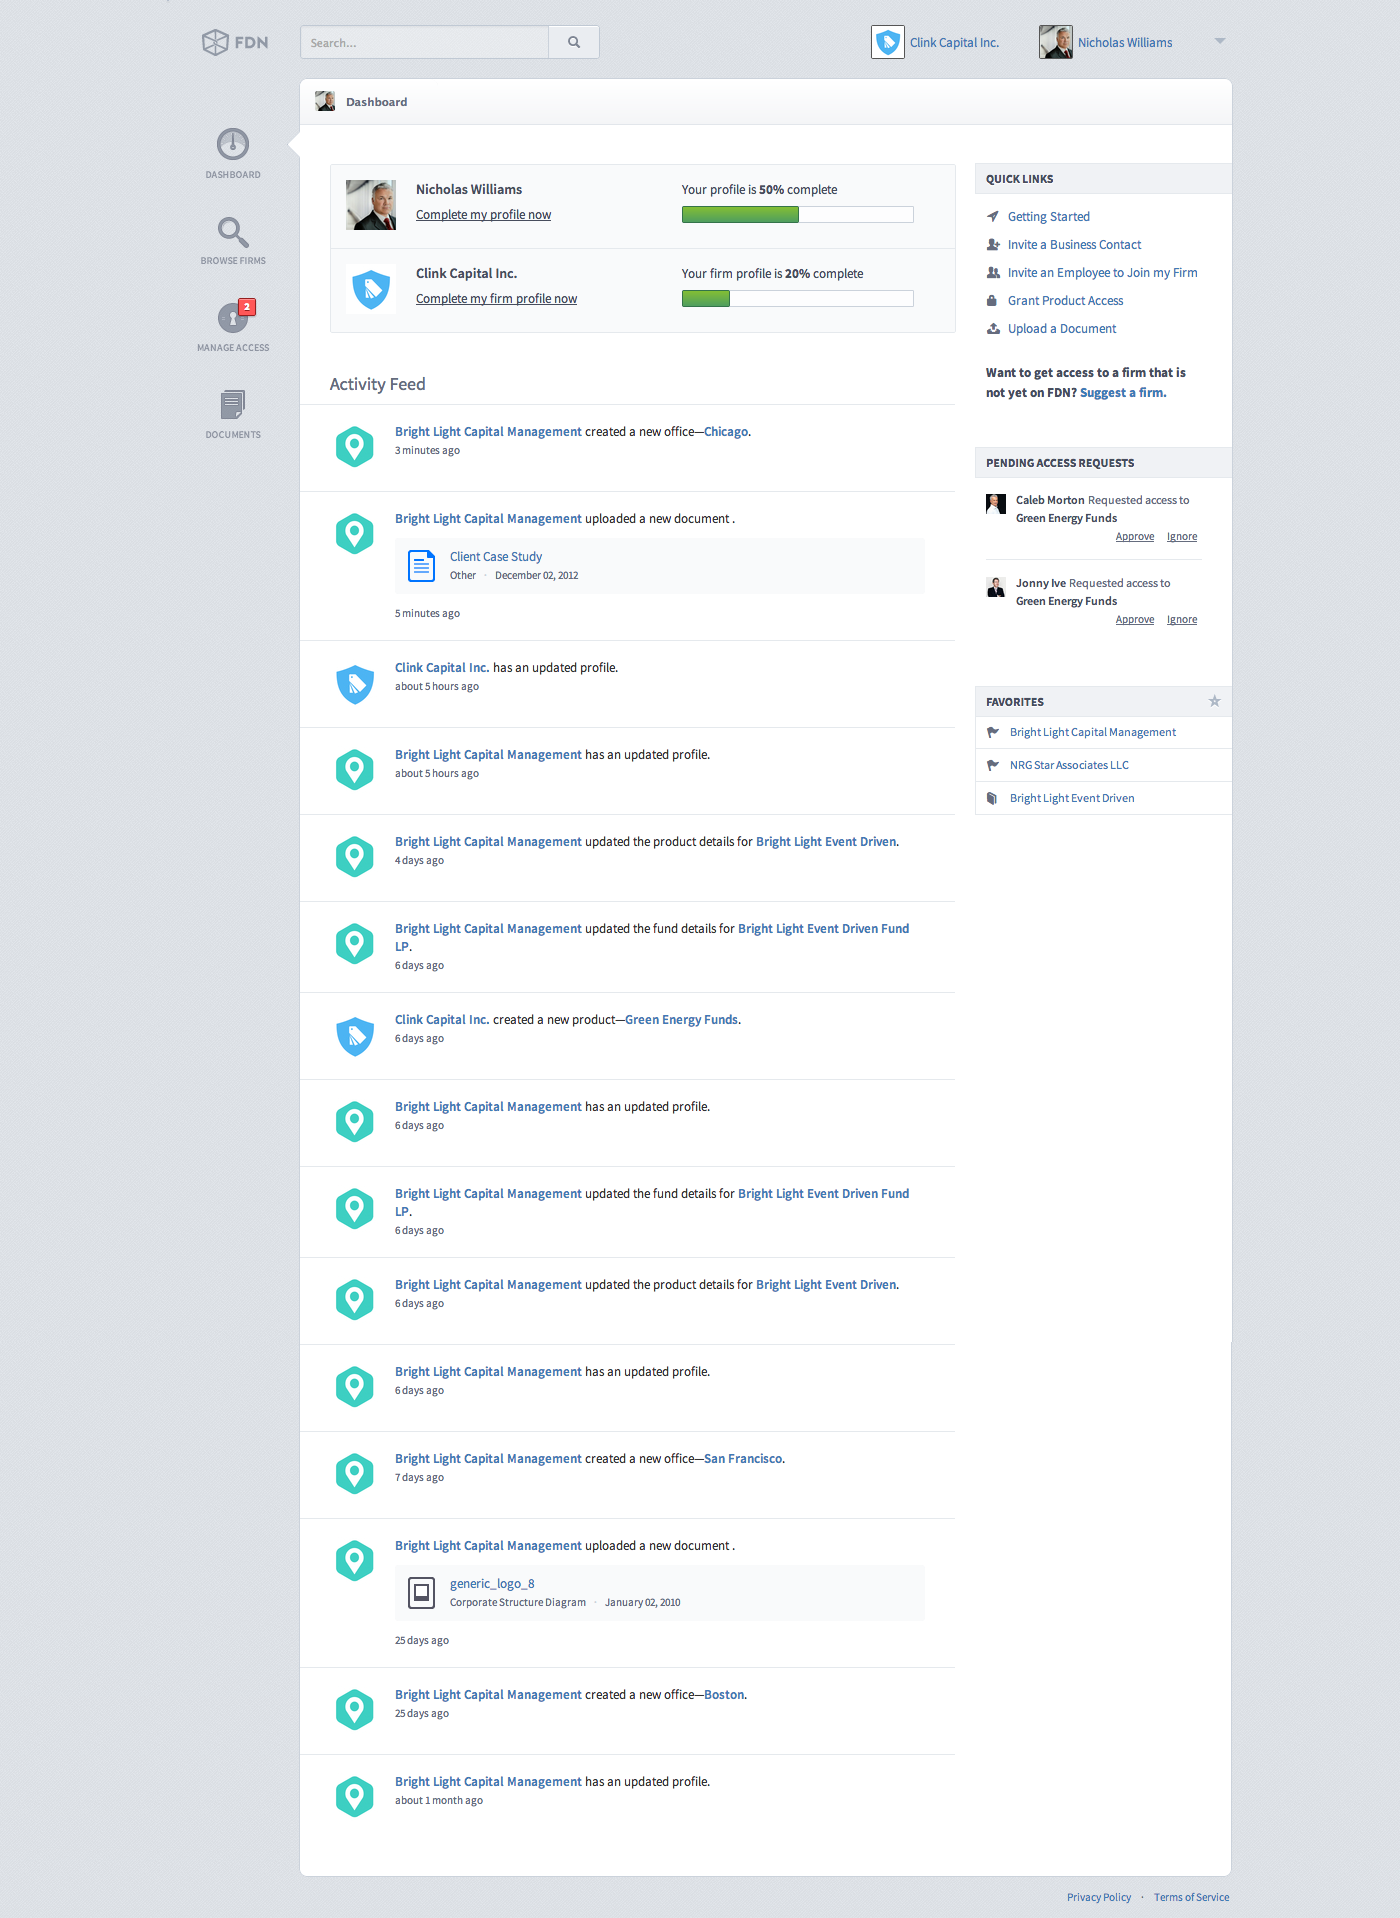 FDN
Search...
Clink Capital Inc.
Nicholas Williams
Dashboard
DASHBOARD
BROWSE FIRMS
2
MANAGE ACCESS
DOCUMENTS
Nicholas Williams
Complete my profile now
Your profile is 50% complete
Clink Capital Inc.
Complete my firm profile now
Your firm profile is 20% complete
Activity Feed
Bright Light Capital Management created a new office—Chicago.
3 minutes ago
Bright Light Capital Management uploaded a new document .
Client Case Study
Other · December 02, 2012
5 minutes ago
Clink Capital Inc. has an updated profile.
about 5 hours ago
Bright Light Capital Management has an updated profile.
about 5 hours ago
Bright Light Capital Management updated the product details for Bright Light Event Driven.
4 days ago
Bright Light Capital Management updated the fund details for Bright Light Event Driven Fund
LP.
6 days ago
Clink Capital Inc. created a new product—Green Energy Funds.
6 days ago
Bright Light Capital Management has an updated profile.
6 days ago
Bright Light Capital Management updated the fund details for Bright Light Event Driven Fund
LP.
6 days ago
Bright Light Capital Management updated the product details for Bright Light Event Driven.
6 days ago
Bright Light Capital Management has an updated profile.
6 days ago
Bright Light Capital Management created a new office—San Francisco.
7 days ago
Bright Light Capital Management uploaded a new document .
generic_logo_8
Corporate Structure Diagram · January 02, 2010
25 days ago
Bright Light Capital Management created a new office—Boston.
25 days ago
Bright Light Capital Management has an updated profile.
about 1 month ago
QUICK LINKS
Getting Started
Invite a Business Contact
Invite an Employee to Join my Firm
Grant Product Access
Upload a Document
Want to get access to a firm that is
not yet on FDN? Suggest a firm.
PENDING ACCESS REQUESTS
Caleb Morton Requested access to
Green Energy Funds
Approve Ignore
Jonny Ive Requested access to
Green Energy Funds
Approve Ignore
FAVORITES
Bright Light Capital Management
NRG Star Associates LLC
Bright Light Event Driven
Privacy Policy · Terms of Service